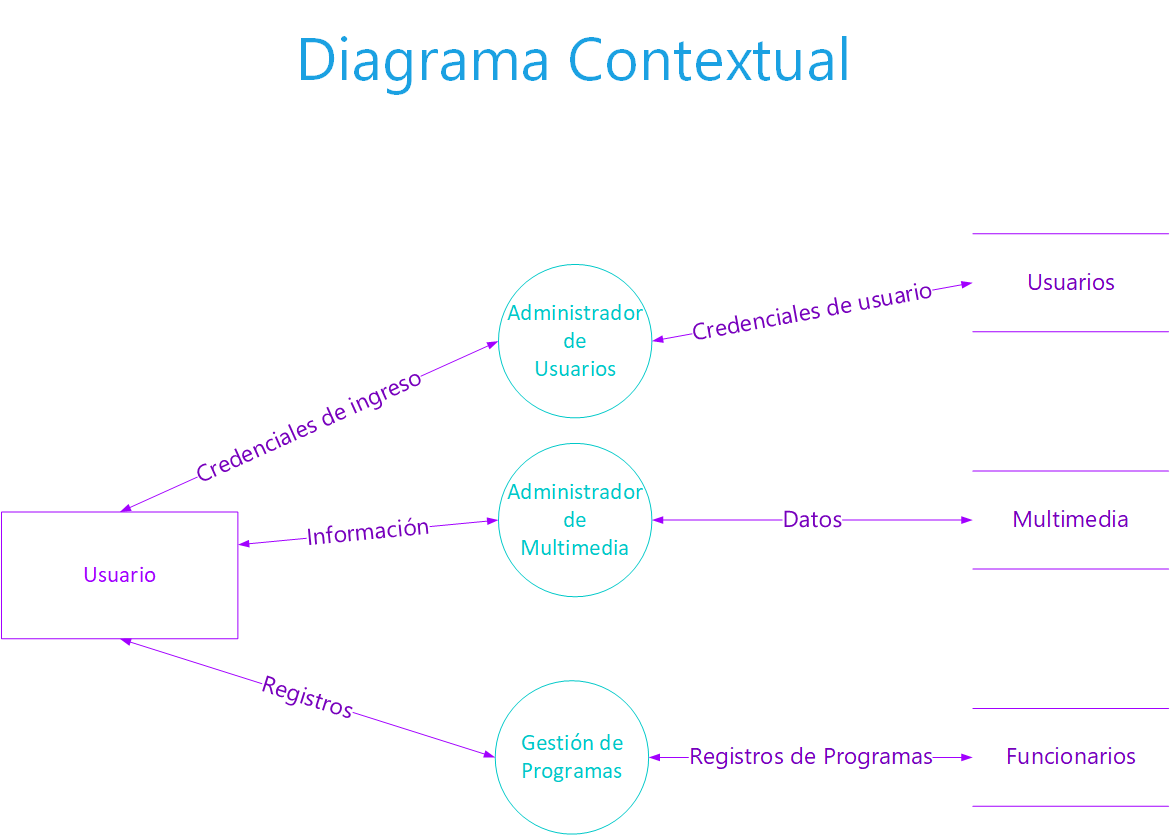 Diagrama Contextual
Usuarios
Credenciales de usuario
Administrador
de
Usuarios
Credenciales de ingreso
Administrador
de
Multimedia
Información
Datos
Multimedia
Usuario
Registros
Gestión de
Programas
Registros de Programas
Funcionarios